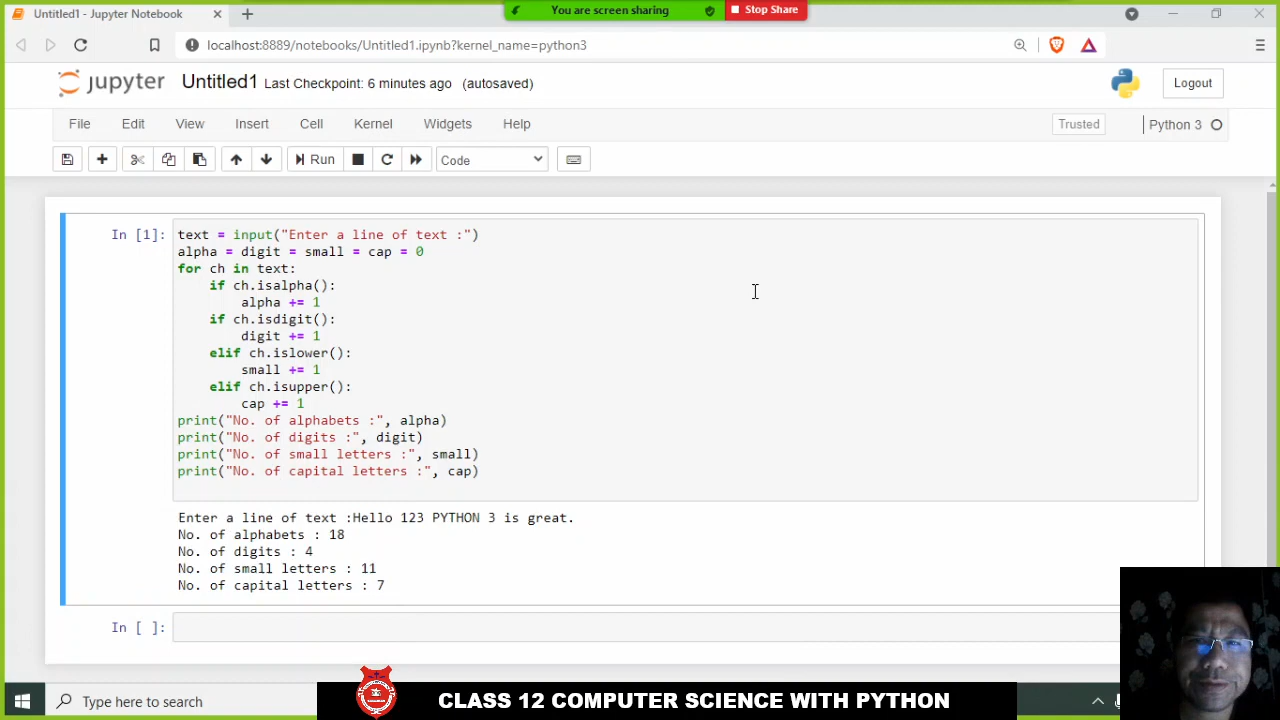 Untitled1 - Jupyter Notebook
You are screen sharing
Stop Share
localhost:8889/notebooks/Untitled1.ipynb?kernel_name=python3
jupyter Untitled1 Last Checkpoint: 6 minutes ago (autosaved)
Logout
File Edit View Insert Cell Kernel Widgets Help
Trusted
Python 3
Run
Code
In [1]:
text = input("Enter a line of text :")
alpha = digit = small = cap = 0
for ch in text:
    if ch.isalpha():
        alpha += 1
    if ch.isdigit():
        digit += 1
    elif ch.islower():
        small += 1
    elif ch.isupper():
        cap += 1
print("No. of alphabets :", alpha)
print("No. of digits :", digit)
print("No. of small letters :", small)
print("No. of capital letters :", cap)
Enter a line of text :Hello 123 PYTHON 3 is great.
No. of alphabets : 18
No. of digits : 4
No. of small letters : 11
No. of capital letters : 7
In [ ]:
Type here to search
CLASS 12 COMPUTER SCIENCE WITH PYTHON